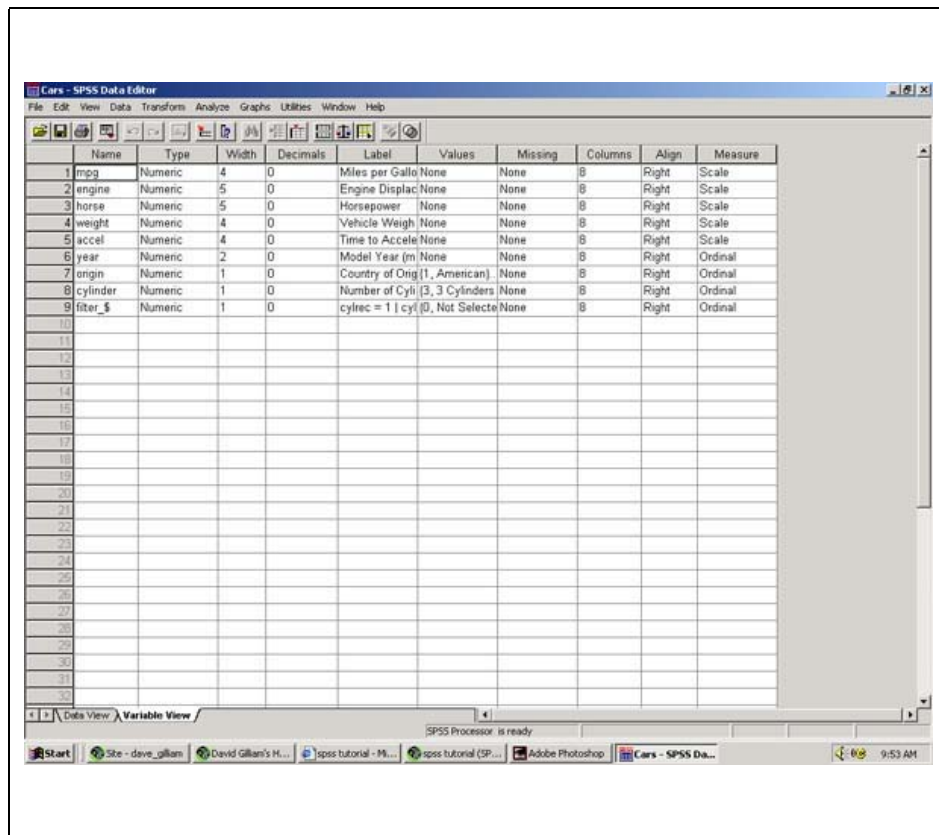 Cars - SPSS Data Editor
File Edit View Data Transform Analyze Graphs Utilities Window Help
Name Type Width Decimals Label Values Missing Columns Align Measure
1 mpg Numeric 4 0 Miles per Gallo None None 8 Right Scale
2 engine Numeric 5 0 Engine Displac None None 8 Right Scale
3 horse Numeric 5 0 Horsepower None None 8 Right Scale
4 weight Numeric 4 0 Vehicle Weigh None None 8 Right Scale
5 accel Numeric 4 0 Time to Accele None None 8 Right Scale
6 year Numeric 2 0 Model Year (m None None 8 Right Ordinal
7 origin Numeric 1 0 Country of Orig {1, American}.. None 8 Right Ordinal
8 cylinder Numeric 1 0 Number of Cyli {3, 3 Cylinders None 8 Right Ordinal
9 filter_$ Numeric 1 0 cylrec = 1 | cyl {0, Not Selecte None 8 Right Ordinal
10
11
12
13
14
15
16
17
18
19
20
21
22
23
24
25
26
27
28
29
30
31
32
Data View Variable View
SPSS Processor is ready
Start Site - dave_gilliam David Gilliam's H... spss tutorial - Mi... spss tutorial (SP... Adobe Photoshop Cars - SPSS Da... 9:53 AM